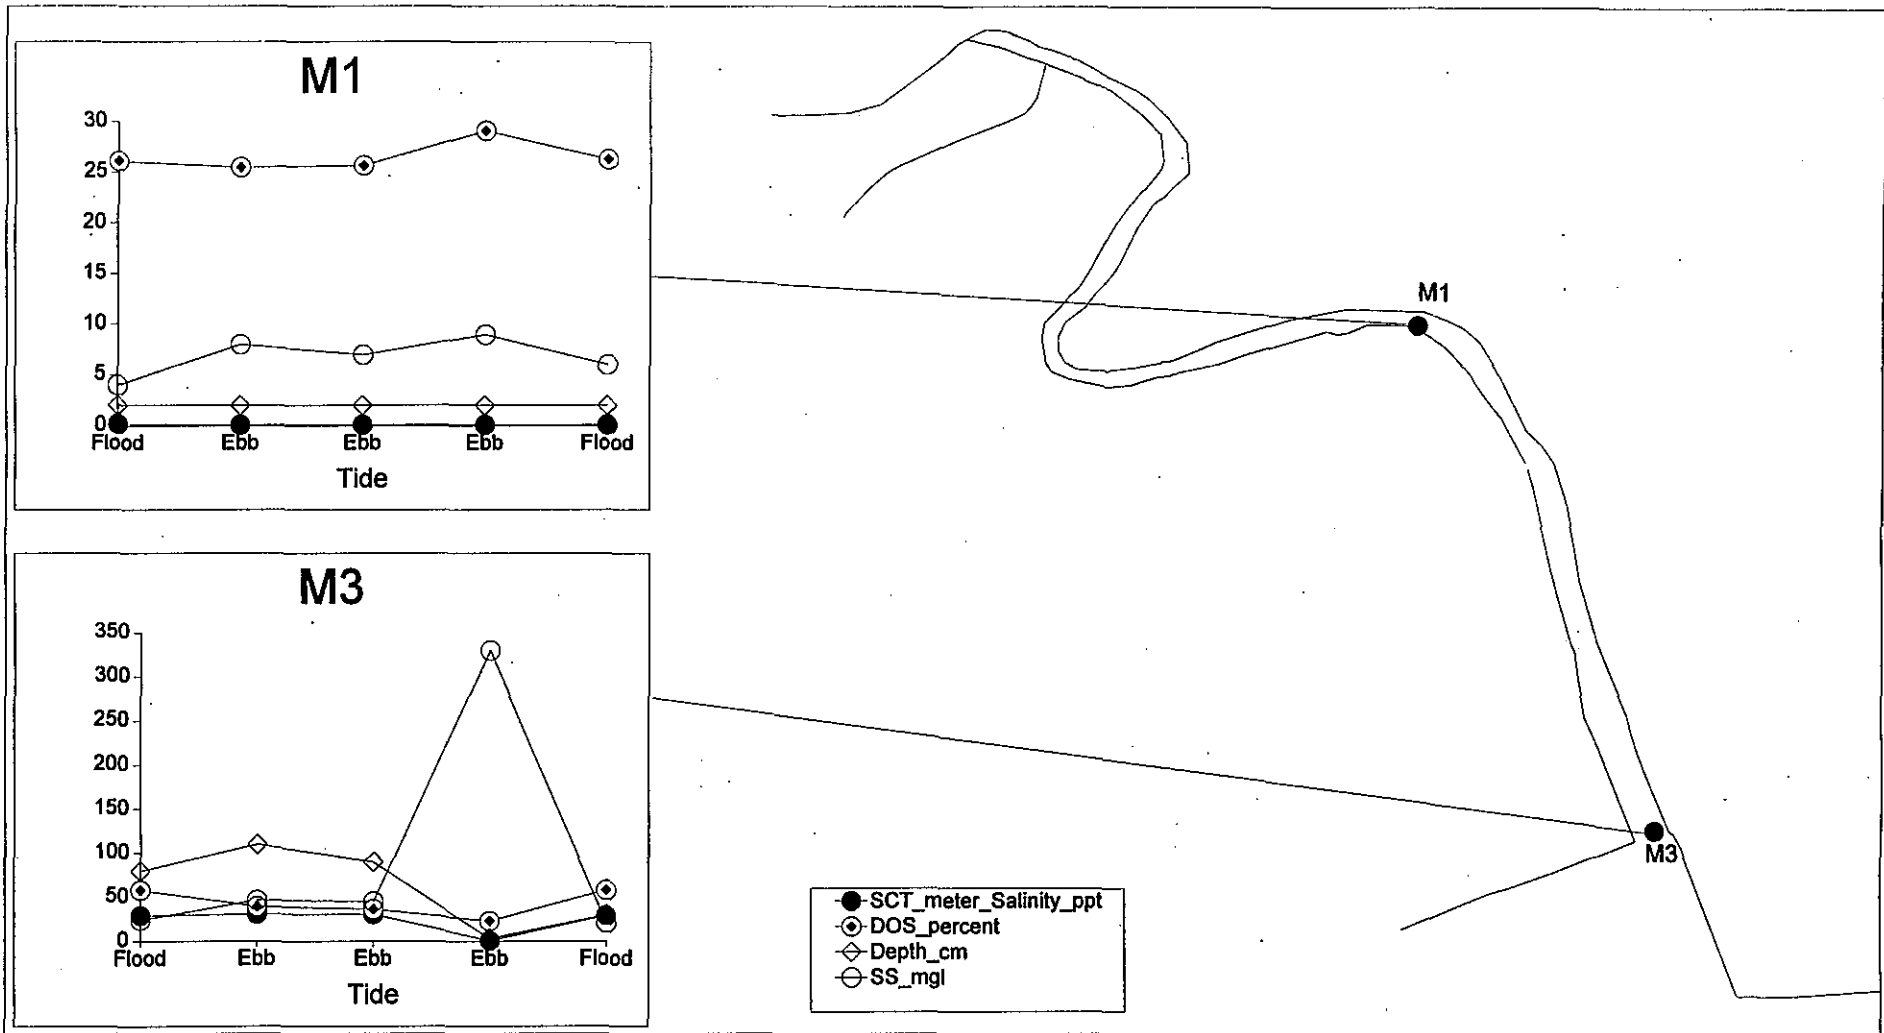 M1
30
25
20
15
10
5
0
Flood Ebb Ebb Ebb Flood
Tide
M3
350
300
250
200
150
100
50
0
Flood Ebb Ebb Ebb Flood
Tide
M1
M3
SCT_meter_Salinity_ppt
DOS_percent
Depth_cm
SS_mgl